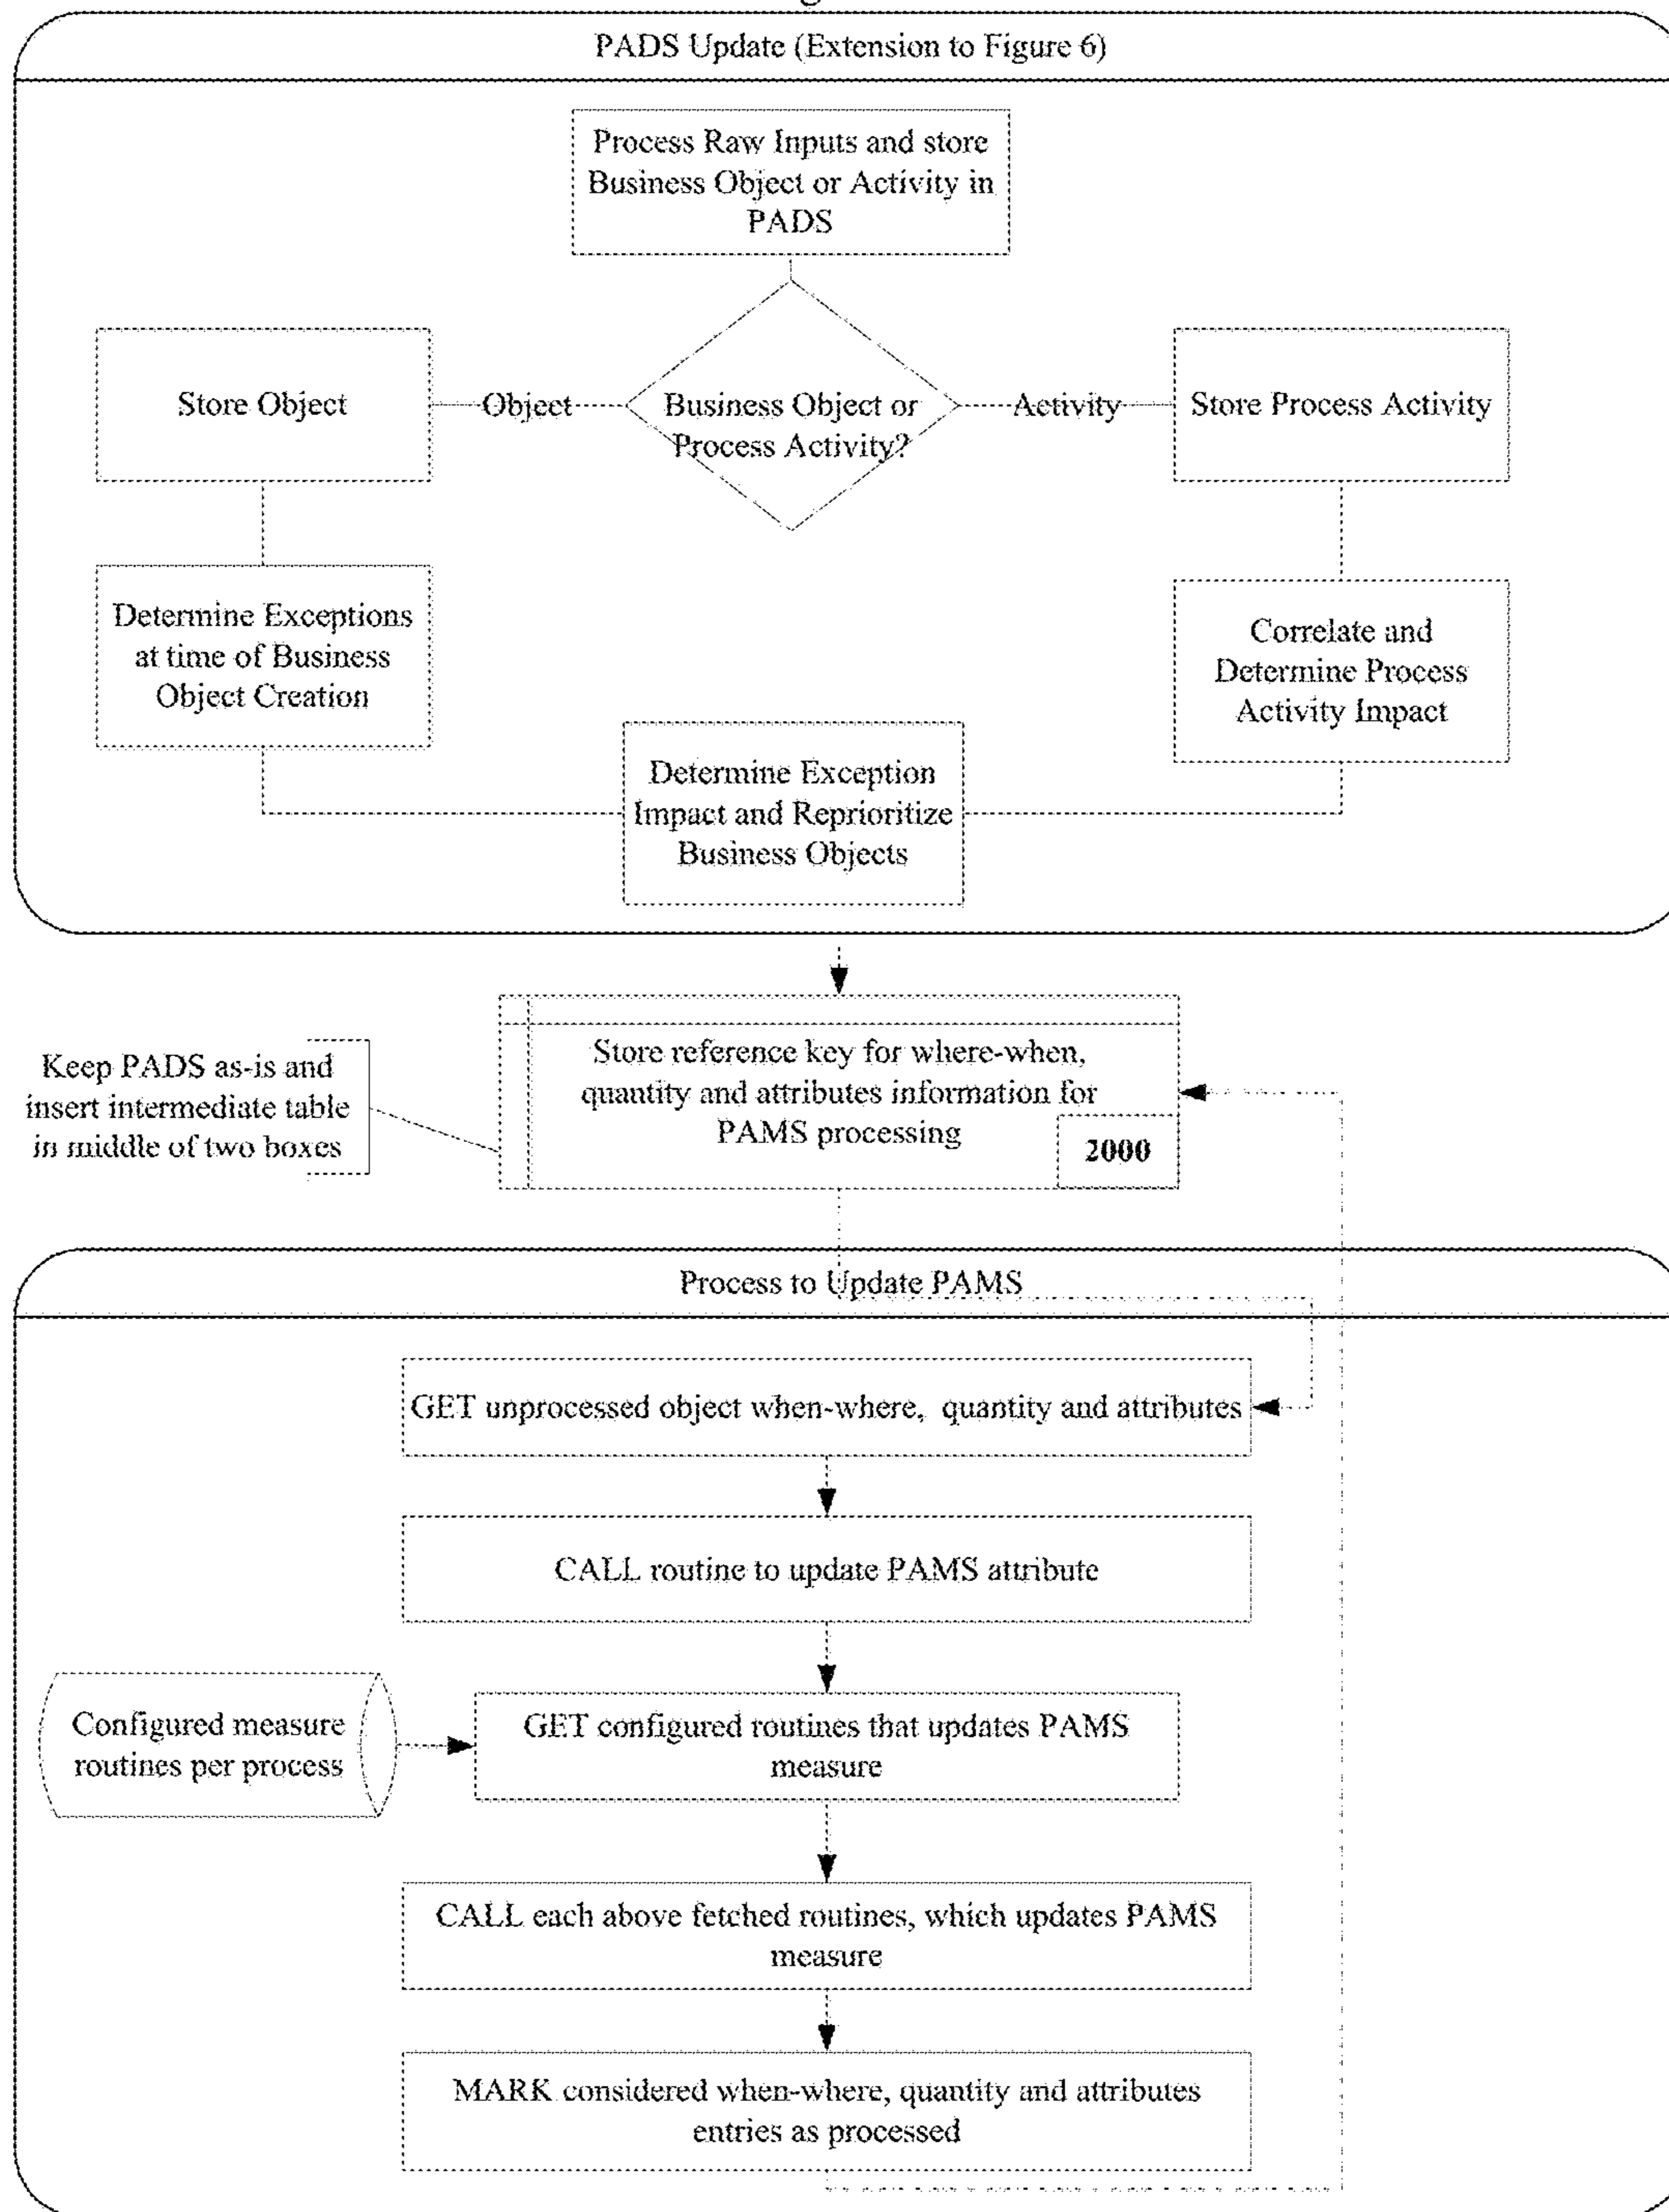 PADS Update (Extension to Figure 6)
Process Raw Inputs and store
Business Object or Activity in
PADS
Store Object
Object
Business Object or
Process Activity?
Activity
Store Process Activity
Determine Exceptions
at time of Business
Object Creation
Correlate and
Determine Process
Activity Impact
Determine Exception
Impact and Reprioritize
Business Objects
Keep PADS as-is and
insert intermediate table
in middle of two boxes
Store reference key for where-when,
quantity and attributes information for
PAMS processing
2000
Process to Update PAMS
GET unprocessed object when-where, quantity and attributes
CALL routine to update PAMS attribute
Configured measure
routines per process
GET configured routines that updates PAMS
measure
CALL each above fetched routines, which updates PAMS
measure
MARK considered when-where, quantity and attributes
entries as processed